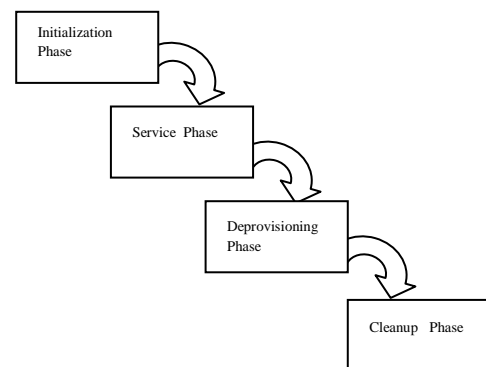 Initialization
Phase
Service Phase
Deprovisioning
Phase
Cleanup Phase